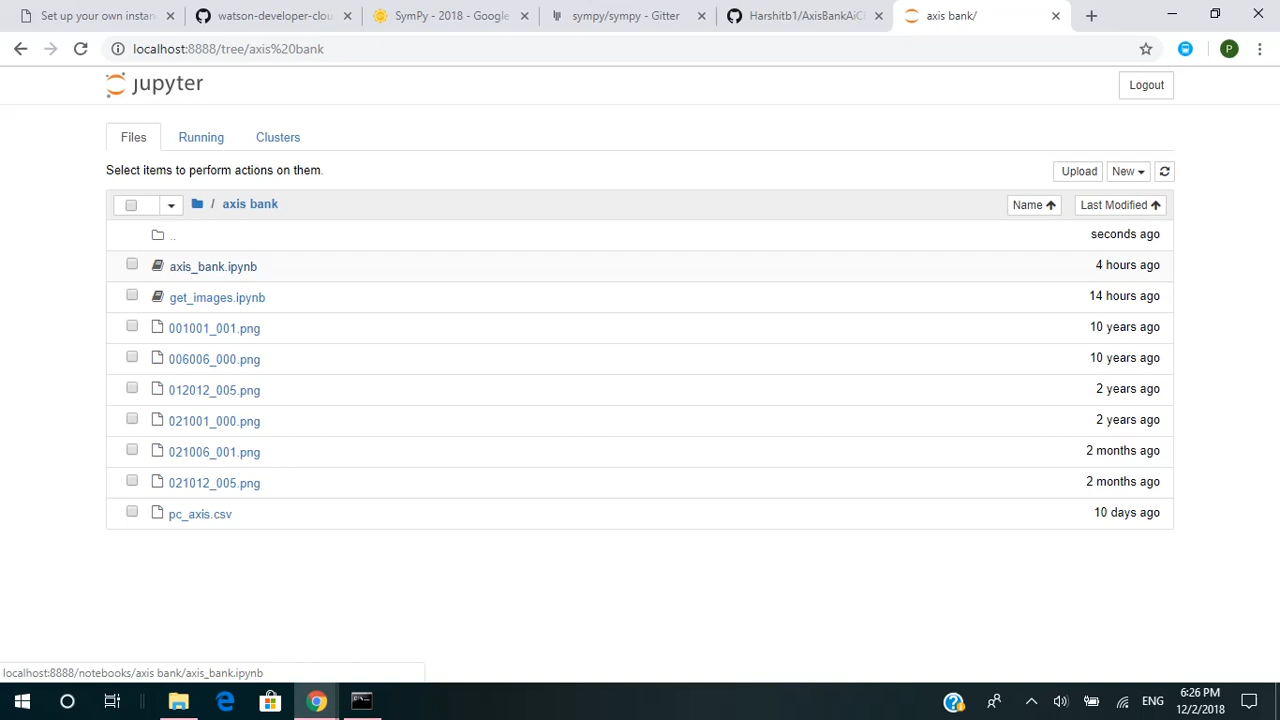 Set up your own instan
watson-developer-clou
SymPy - 2018 - Google
sympy/sympy - Gitter
Harshitb1/AxisBankAiCl
axis bank/
localhost:8888/tree/axis%20bank
P
jupyter
Logout
Files
Running
Clusters
Select items to perform actions on them.
Upload
New
/ axis bank
Name
Last Modified
..
seconds ago
axis_bank.ipynb
4 hours ago
get_images.ipynb
14 hours ago
001001_001.png
10 years ago
006006_000.png
10 years ago
012012_005.png
2 years ago
021001_000.png
2 years ago
021006_001.png
2 months ago
021012_005.png
2 months ago
pc_axis.csv
10 days ago
localhost:8888/notebooks/axis bank/axis_bank.ipynb
ENG
6:26 PM
12/2/2018